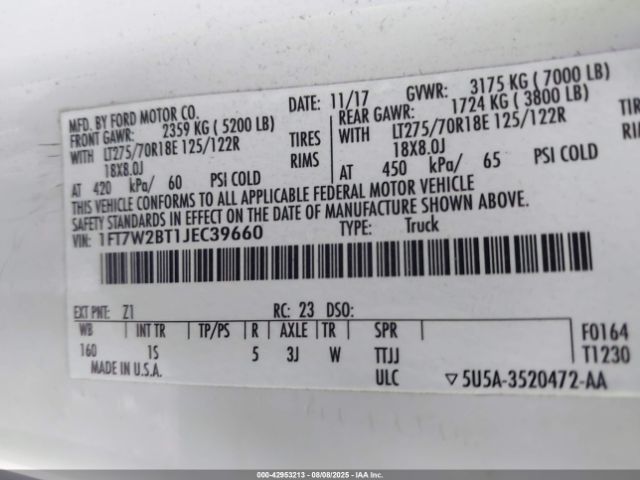 MFD. BY FORD MOTOR CO. DATE: 11/17 GVWR: 3175 KG ( 7000 LB)
FRONT GAWR: 2359 KG ( 5200 LB) REAR GAWR: 1724 KG ( 3800 LB)
WITH LT275/70R18E 125/122R TIRES WITH LT275/70R18E 125/122R TIRES
18X8.0J RIMS 18X8.0J RIMS
AT 420 kPa/ 60 PSI COLD AT 450 kPa/ 65 PSI COLD
THIS VEHICLE CONFORMS TO ALL APPLICABLE FEDERAL MOTOR VEHICLE
SAFETY STANDARDS IN EFFECT ON THE DATE OF MANUFACTURE SHOWN ABOVE.
VIN: 1FT7W2BT1JEC39660 TYPE: Truck
EXT PNT: Z1 RC: 23 DSO:
WB INT TR TP/PS R AXLE TR SPR F0164
160 1S 5 3J W TTJJ T1230
MADE IN U.S.A. ULC ▽5U5A-3520472-AA
000-42953213 - 08/08/2025 - IAA Inc.